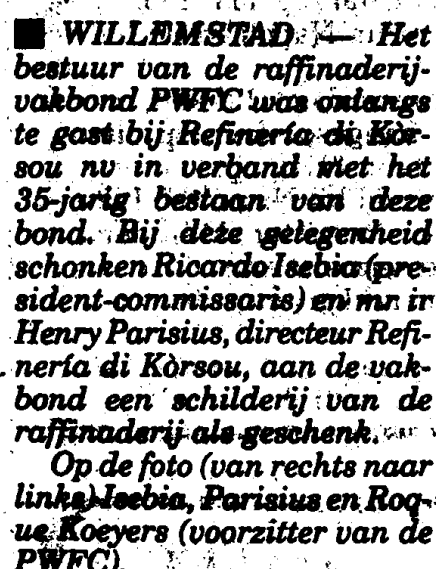 ■ WILLEMSTAD — Het
bestuur van de raffinaderij-
vakbond PWFC was onlangs
te gast bij Refinería di Kòr-
sou nv in verband met het
35-jarig bestaan van deze
bond. Bij deze gelegenheid
schonken Ricardo Isebia (pre-
sident-commissaris) en mr. ir
Henry Parisius, directeur Refi-
nería di Kòrsou, aan de vak-
bond een schilderij van de
raffinaderij als geschenk.
Op de foto (van rechts naar
links) Isebia, Parisius en Roq-
ue Koeyers (voorzitter van de
PWFC).